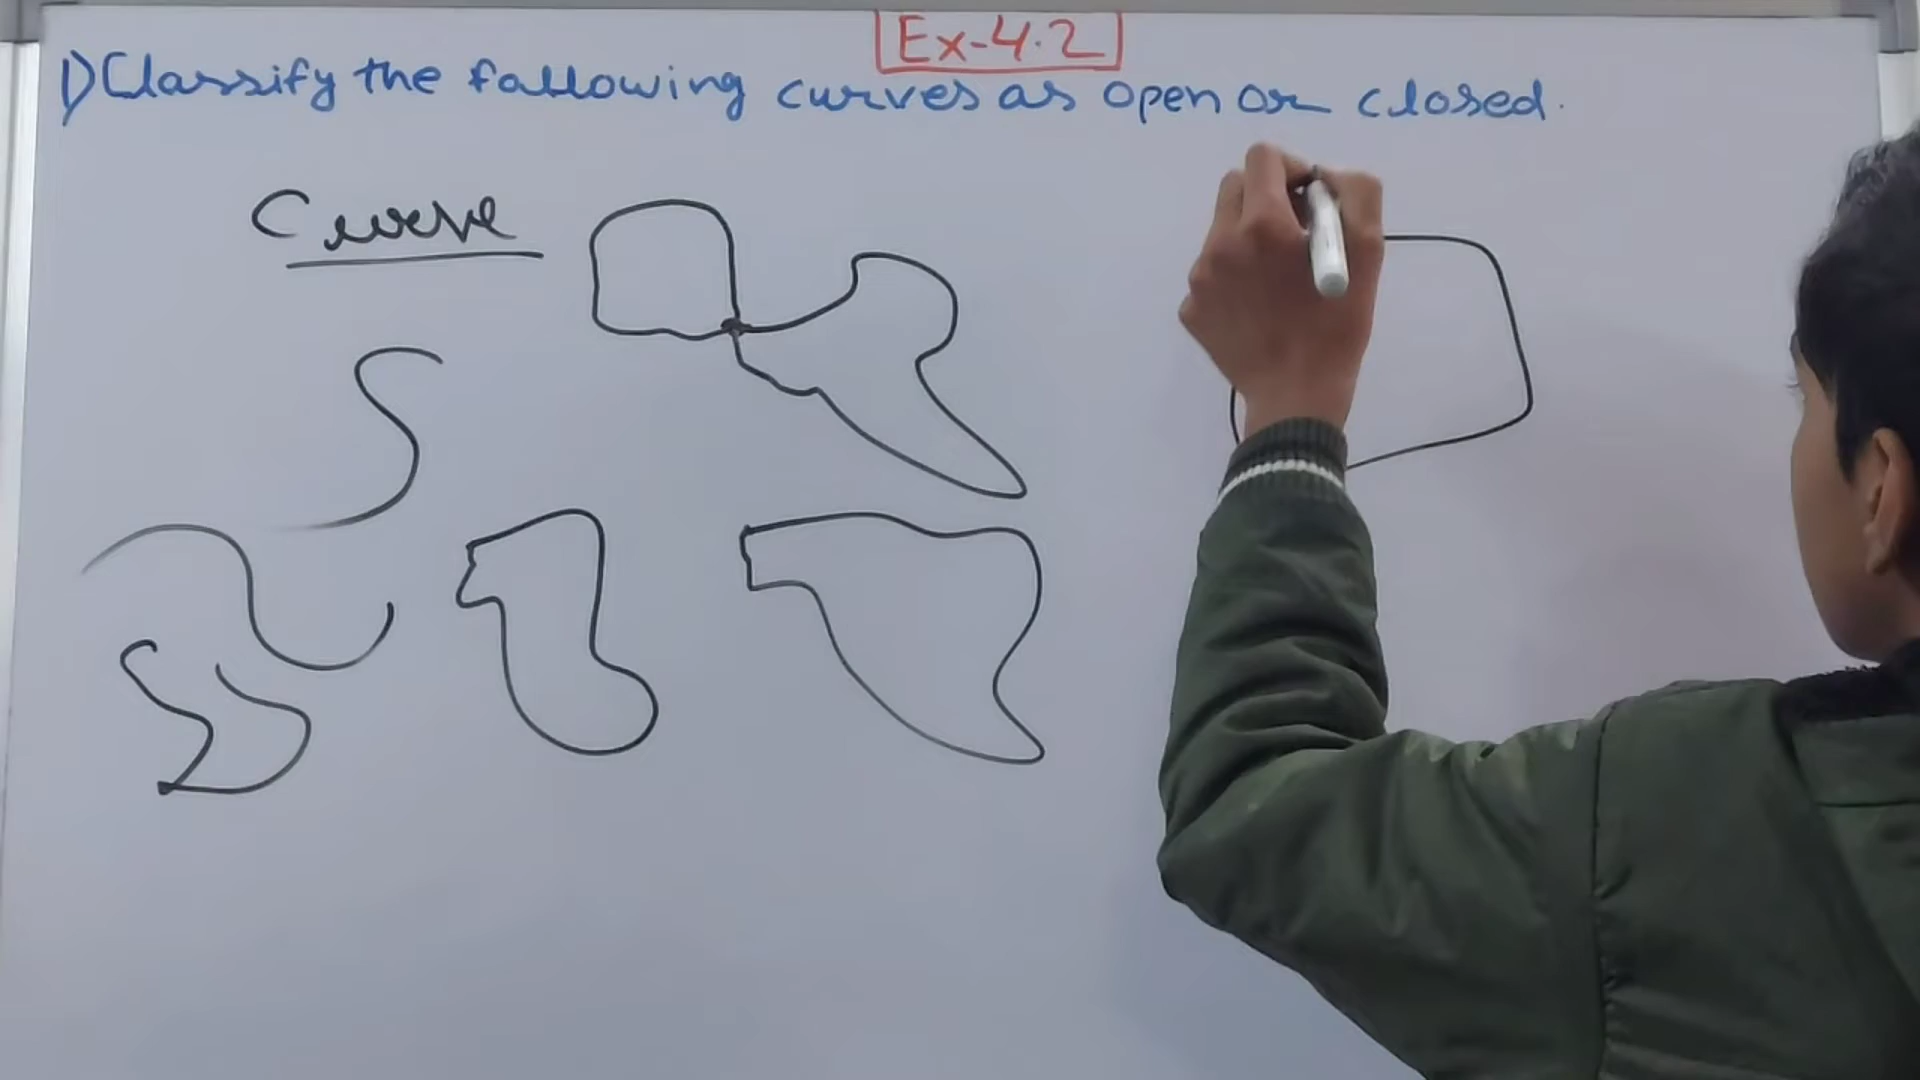 Ex-4.2
1) Classify the following curves as open or closed.
Curve